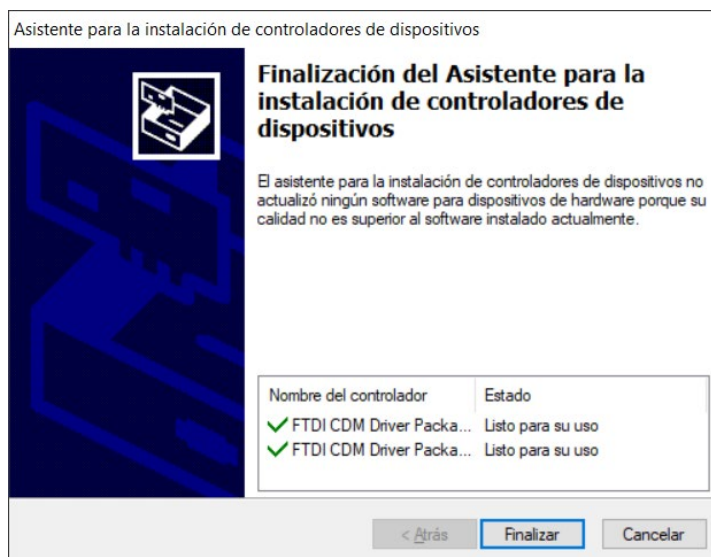 Asistente para la instalación de controladores de dispositivos
Finalización del Asistente para la
instalación de controladores de
dispositivos
El asistente para la instalación de controladores de dispositivos no
actualizó ningún software para dispositivos de hardware porque su
calidad no es superior al software instalado actualmente.
Nombre del controlador Estado
FTDI CDM Driver Packa... Listo para su uso
FTDI CDM Driver Packa... Listo para su uso
< Atrás Finalizar Cancelar